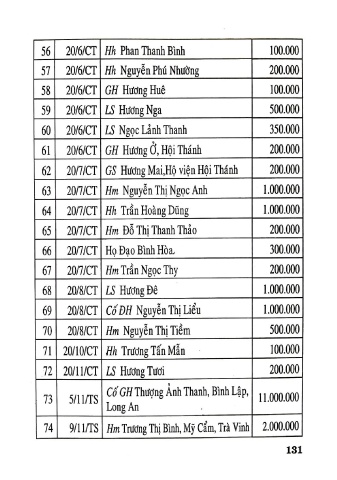 56 20/6/CT Hh Phan Thanh Bình 100.000
57 20/6/CT Hh Nguyễn Phú Nhường 200.000
58 20/6/CT GH Hương Huê 100.000
59 20/6/CT LS Hương Nga 500.000
60 20/6/CT LS Ngọc Lảnh Thanh 350.000
61 20/6/CT GH Hương Ở, Hội Thánh 200.000
62 20/7/CT GS Hương Mai,Hộ viện Hội Thánh 200.000
63 20/7/CT Hm Nguyễn Thị Ngọc Anh 1.000.000
64 20/7/CT Hh Trần Hoàng Dũng 1.000.000
65 20/7/CT Hm Đỗ Thị Thanh Thảo 200.000
66 20/7/CT Họ Đạo Bình Hòa. 300.000
67 20/7/CT Hm Trần Ngọc Thy 200.000
68 20/8/CT LS Hương Đê 1.000.000
69 20/8/CT Cố ĐH Nguyễn Thị Liểu 1.000.000
70 20/8/CT Hm Nguyễn Thị Tiềm 500.000
71 20/10/CT Hh Trương Tấn Mẫn 100.000
72 20/11/CT LS Hương Tươi 200.000
73 5/11/TS Cố GH Thượng Ảnh Thanh, Bình Lập, 11.000.000
Long An
74 9/11/TS Hm Trương Thị Bình, Mỹ Cẩm, Trà Vinh 2.000.000
131